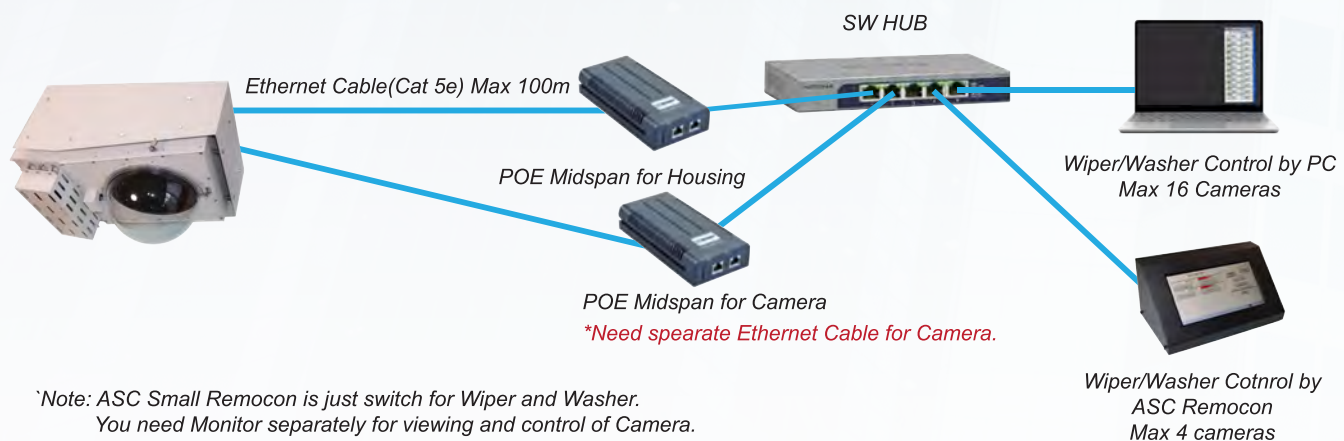 SW HUB
Ethernet Cable(Cat 5e) Max 100m
POE Midspan for Housing
Wiper/Washer Control by PC
Max 16 Cameras
POE Midspan for Camera
*Need spearate Ethernet Cable for Camera.
Wiper/Washer Cotnrol by
ASC Remocon
Max 4 cameras
`Note: ASC Small Remocon is just switch for Wiper and Washer.
You need Monitor separately for viewing and control of Camera.